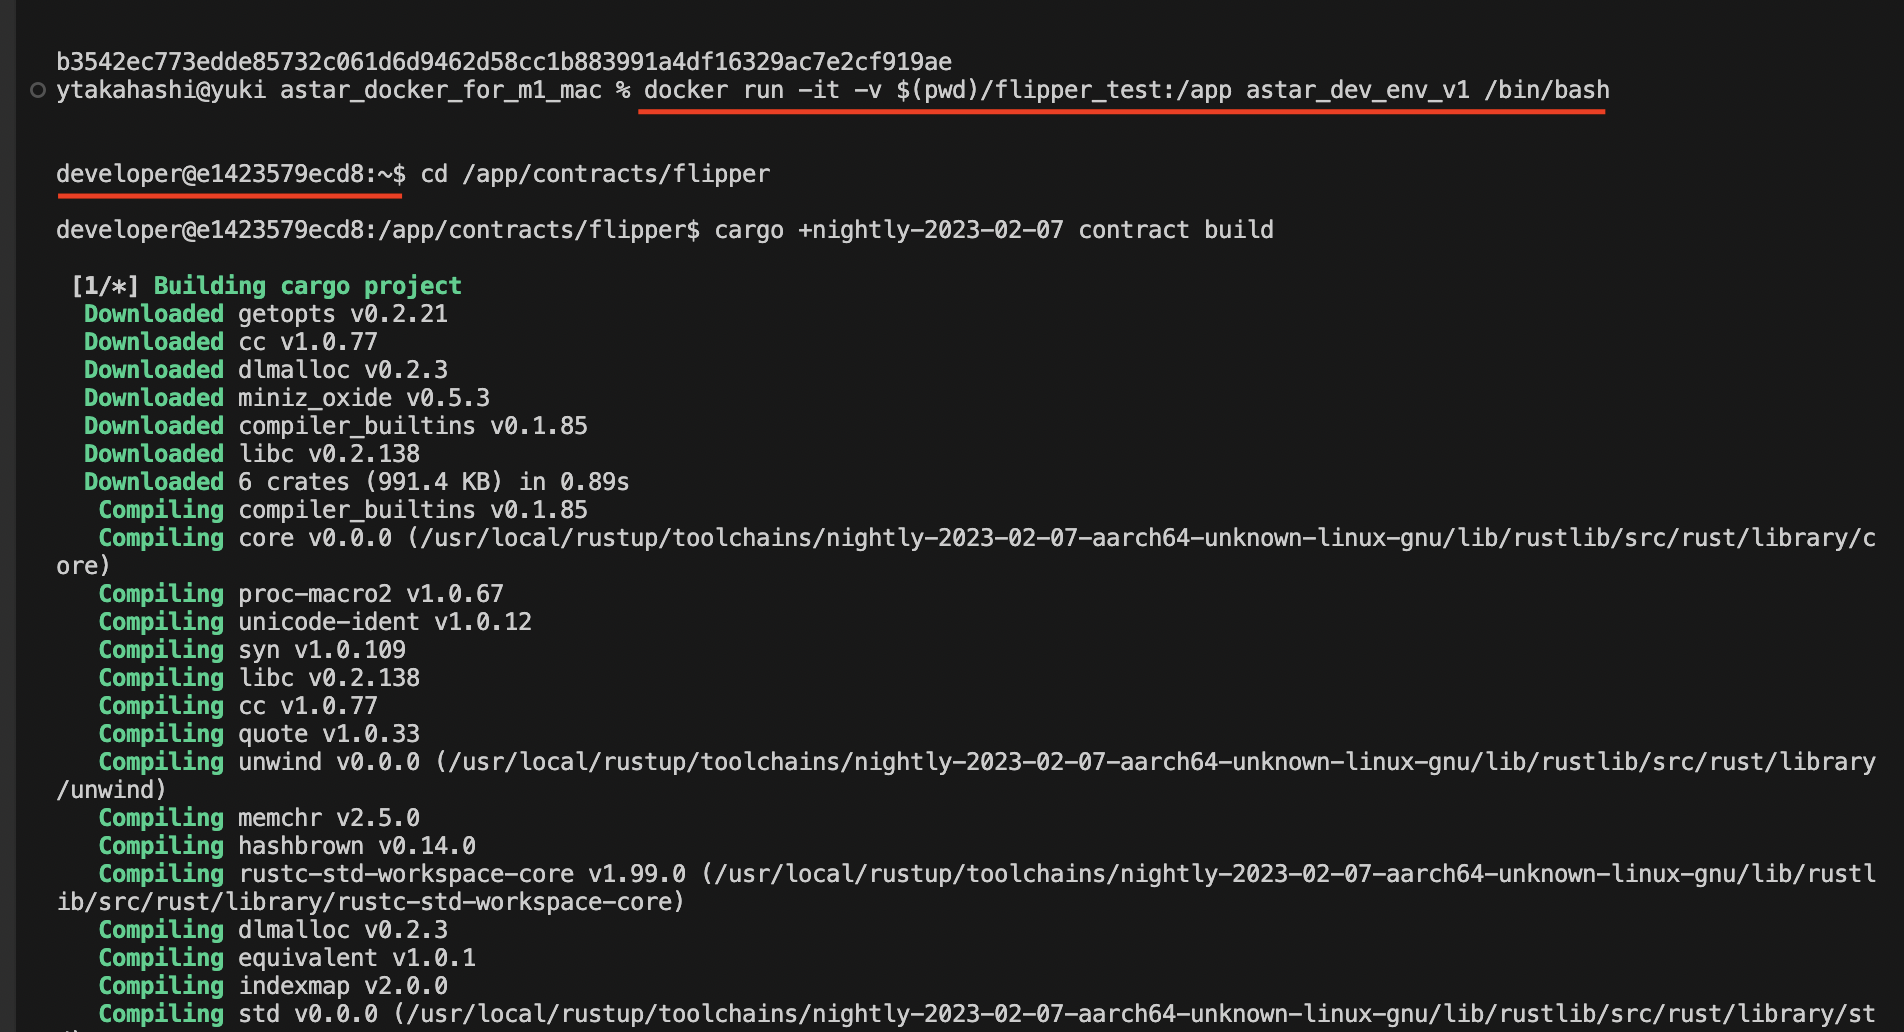 b3542ec773edde85732c061d6d9462d58cc1b883991a4df16329ac7e2cf919ae
ytakahashi@yuki astar_docker_for_m1_mac % docker run -it -v $(pwd)/flipper_test:/app astar_dev_env_v1 /bin/bash
developer@e1423579ecd8:~$ cd /app/contracts/flipper
developer@e1423579ecd8:/app/contracts/flipper$ cargo +nightly-2023-02-07 contract build
[1/*] Building cargo project
Downloaded getopts v0.2.21
Downloaded cc v1.0.77
Downloaded dlmalloc v0.2.3
Downloaded miniz_oxide v0.5.3
Downloaded compiler_builtins v0.1.85
Downloaded libc v0.2.138
Downloaded 6 crates (991.4 KB) in 0.89s
Compiling compiler_builtins v0.1.85
Compiling core v0.0.0 (/usr/local/rustup/toolchains/nightly-2023-02-07-aarch64-unknown-linux-gnu/lib/rustlib/src/rust/library/c
ore)
Compiling proc-macro2 v1.0.67
Compiling unicode-ident v1.0.12
Compiling syn v1.0.109
Compiling libc v0.2.138
Compiling cc v1.0.77
Compiling quote v1.0.33
Compiling unwind v0.0.0 (/usr/local/rustup/toolchains/nightly-2023-02-07-aarch64-unknown-linux-gnu/lib/rustlib/src/rust/library
/unwind)
Compiling memchr v2.5.0
Compiling hashbrown v0.14.0
Compiling rustc-std-workspace-core v1.99.0 (/usr/local/rustup/toolchains/nightly-2023-02-07-aarch64-unknown-linux-gnu/lib/rustl
ib/src/rust/library/rustc-std-workspace-core)
Compiling dlmalloc v0.2.3
Compiling equivalent v1.0.1
Compiling indexmap v2.0.0
Compiling std v0.0.0 (/usr/local/rustup/toolchains/nightly-2023-02-07-aarch64-unknown-linux-gnu/lib/rustlib/src/rust/library/st